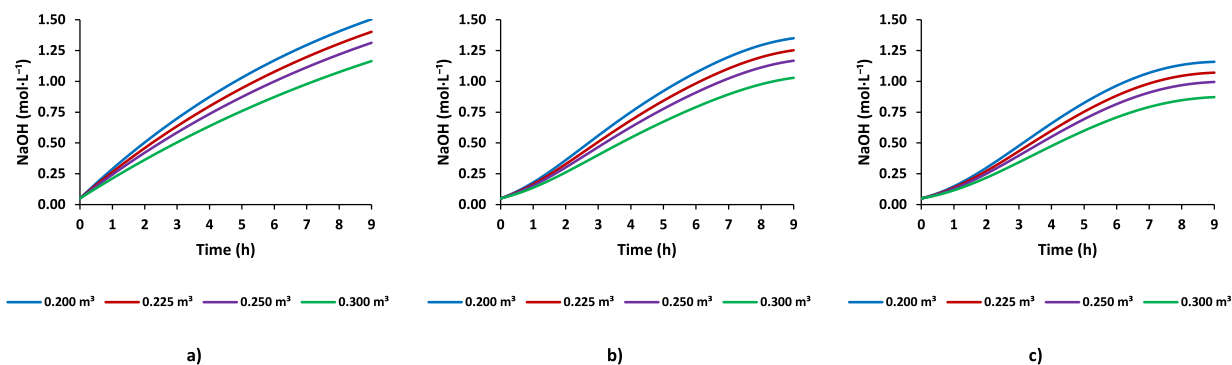 1.50 1.50 1.50
1.25 1.25 1.25
1.00 1.00 1.00
0.75 0.75 0.75
0.50 0.50 0.50
0.25 0.25 0.25
0.00 0.00 0.00
NaOH (mol·L⁻¹) NaOH (mol·L⁻¹) NaOH (mol·L⁻¹)
0 1 2 3 4 5 6 7 8 9 0 1 2 3 4 5 6 7 8 9 0 1 2 3 4 5 6 7 8 9
Time (h) Time (h) Time (h)
0.200 m³ 0.225 m³ 0.250 m³ 0.300 m³ 0.200 m³ 0.225 m³ 0.250 m³ 0.300 m³ 0.200 m³ 0.225 m³ 0.250 m³ 0.300 m³
a) b) c)